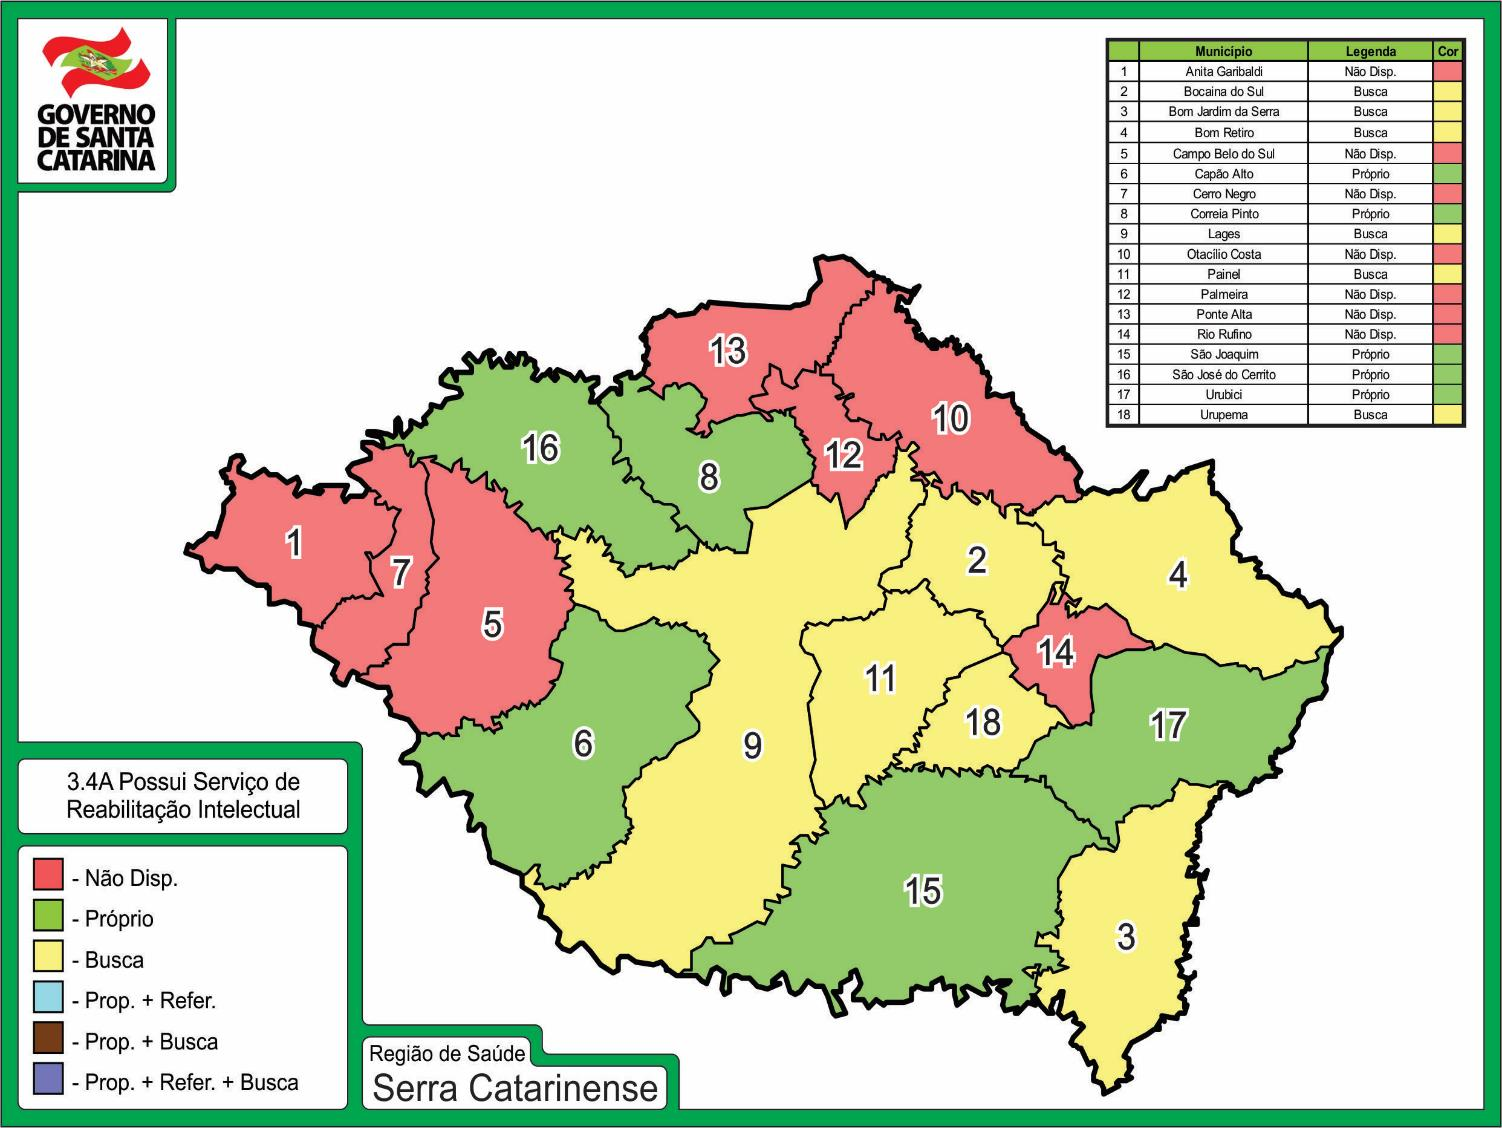 GOVERNO
DE SANTA
CATARINA
Município Legenda Cor
1 Anita Garibaldi Não Disp.
2 Bocaina do Sul Busca
3 Bom Jardim da Serra Busca
4 Bom Retiro Busca
5 Campo Belo do Sul Não Disp.
6 Capão Alto Próprio
7 Cerro Negro Não Disp.
8 Correia Pinto Próprio
9 Lages Busca
10 Otacílio Costa Não Disp.
11 Painel Busca
12 Palmeira Não Disp.
13 Ponte Alta Não Disp.
14 Rio Rufino Não Disp.
15 São Joaquim Próprio
16 São José do Cerrito Próprio
17 Urubici Próprio
18 Urupema Busca
13
10
16
12
8
1
7
2
4
5
14
11
18
17
6
9
15
3
3.4A Possui Serviço de
Reabilitação Intelectual
- Não Disp.
- Próprio
- Busca
- Prop. + Refer.
- Prop. + Busca
- Prop. + Refer. + Busca
Região de Saúde
Serra Catarinense